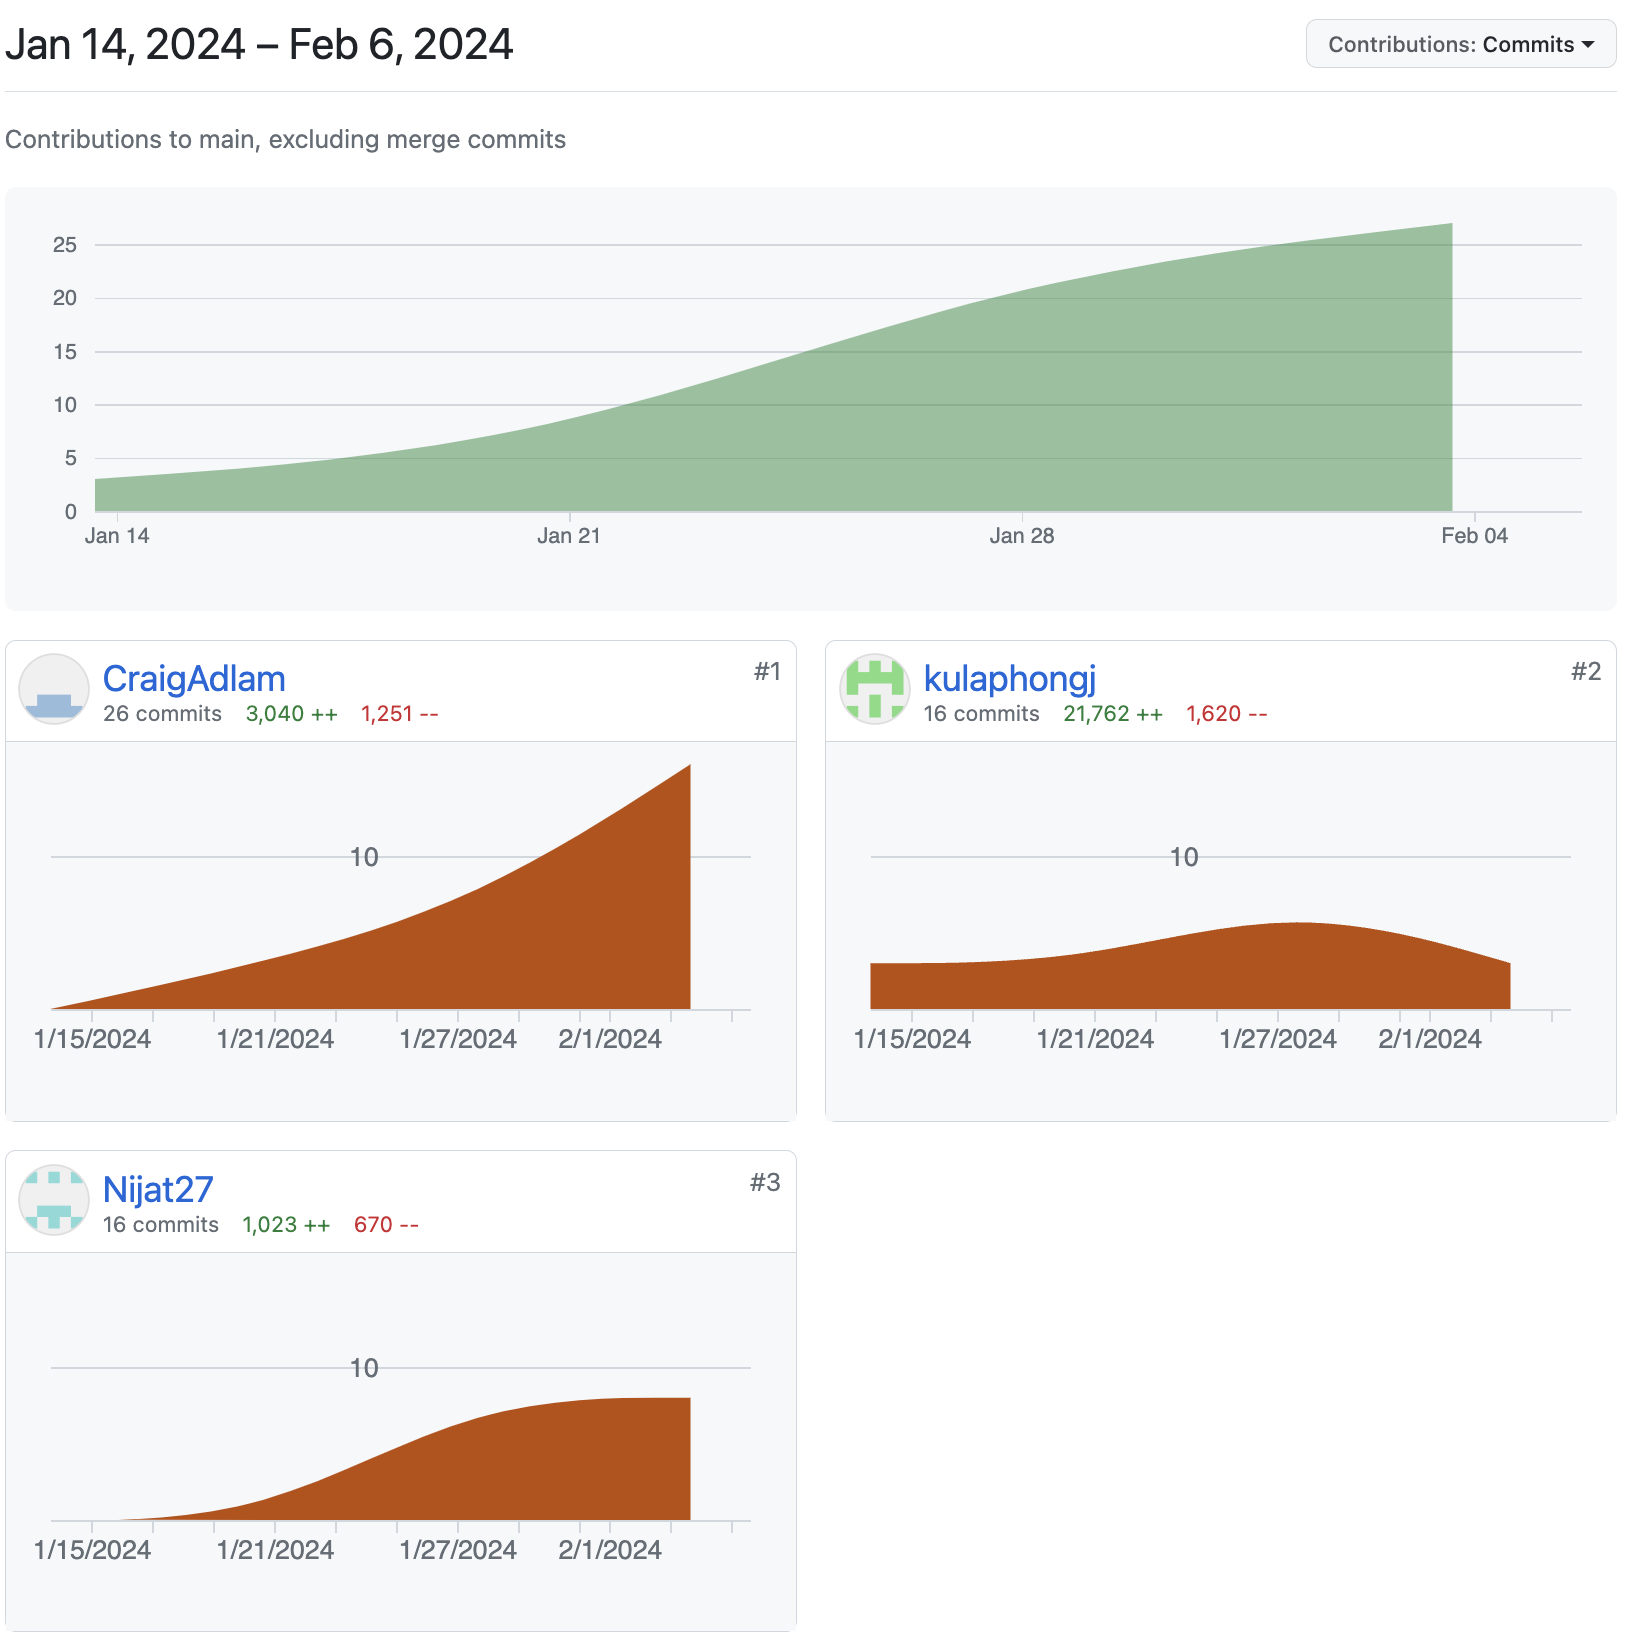 Jan 14, 2024 – Feb 6, 2024
Contributions: Commits
Contributions to main, excluding merge commits
25
20
15
10
5
0
Jan 14 Jan 21 Jan 28 Feb 04
CraigAdlam #1
26 commits 3,040 ++ 1,251 --
10
1/15/2024 1/21/2024 1/27/2024 2/1/2024
kulaphongj #2
16 commits 21,762 ++ 1,620 --
10
1/15/2024 1/21/2024 1/27/2024 2/1/2024
Nijat27 #3
16 commits 1,023 ++ 670 --
10
1/15/2024 1/21/2024 1/27/2024 2/1/2024